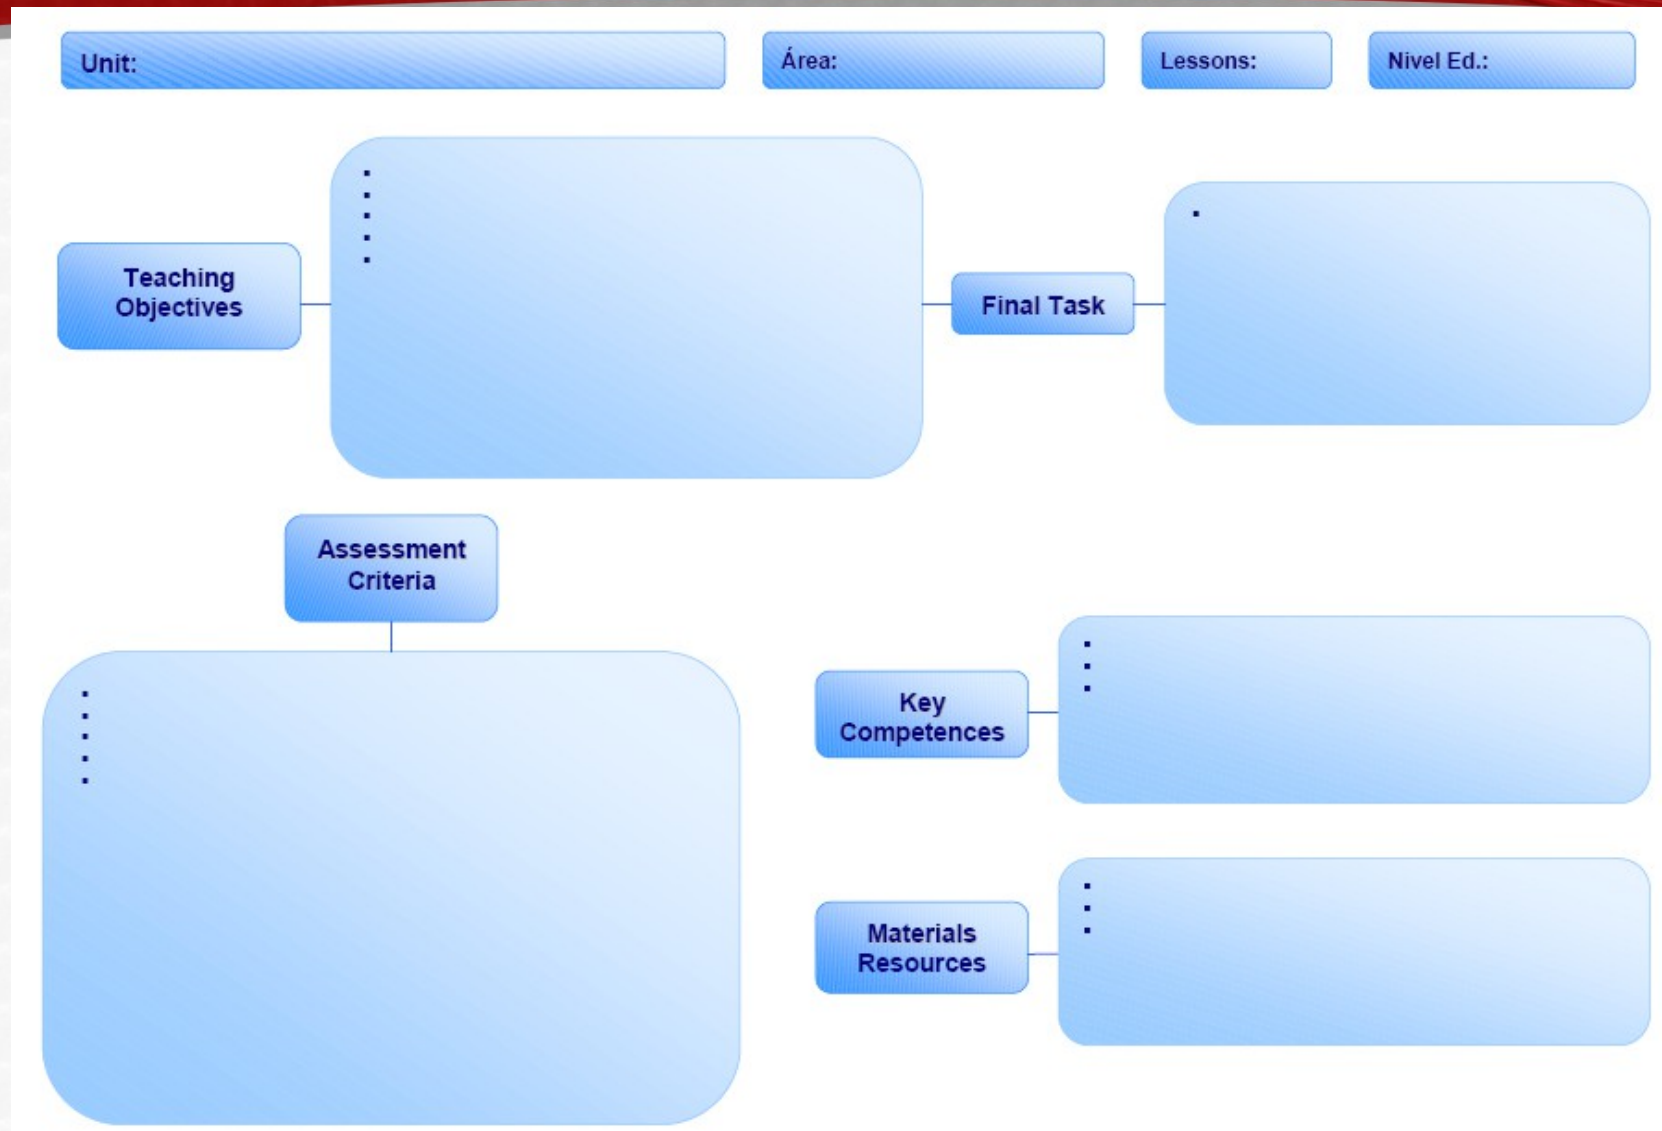 Unit:
Área:
Lessons:
Nivel Ed.:
Teaching
Objectives
Final Task
Assessment
Criteria
Key
Competences
Materials
Resources